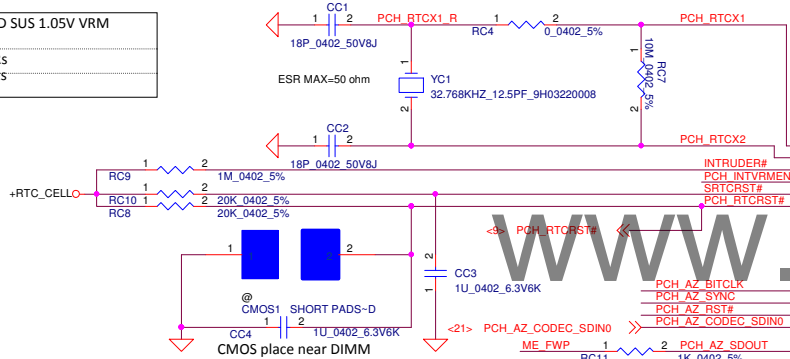 D SUS 1.05V VRM
s
s
CC1
1 2
18P_0402_50V8J
PCH_RTCX1_R
RC4
1 2
0_0402_5%
PCH_RTCX1
ESR MAX=50 ohm
1
YC1
32.768KHZ_12.5PF_9H03220008
2
1
RC7
10M_0402_5%
2
CC2
1 2
18P_0402_50V8J
PCH_RTCX2
+RTC_CELL
RC9
1 2
1M_0402_5%
INTRUDER#
PCH_INTVRMEN
RC10
1 2
20K_0402_5%
SRTCRST#
RC8
1 2
20K_0402_5%
PCH_RTCRST#
<9> PCH_RTCRST#
www.
1 2
@
CMOS1 SHORT PADS~D
1 2
CC4
1U_0402_6.3V6K
CMOS place near DIMM
2
CC3
1
1U_0402_6.3V6K
PCH_AZ_BITCLK
PCH_AZ_SYNC
PCH_AZ_RST#
<21> PCH_AZ_CODEC_SDIN0
PCH_AZ_CODEC_SDIN0
ME_FWP
1 2
PCH_AZ_SDOUT
RC11
1K_0402_5%